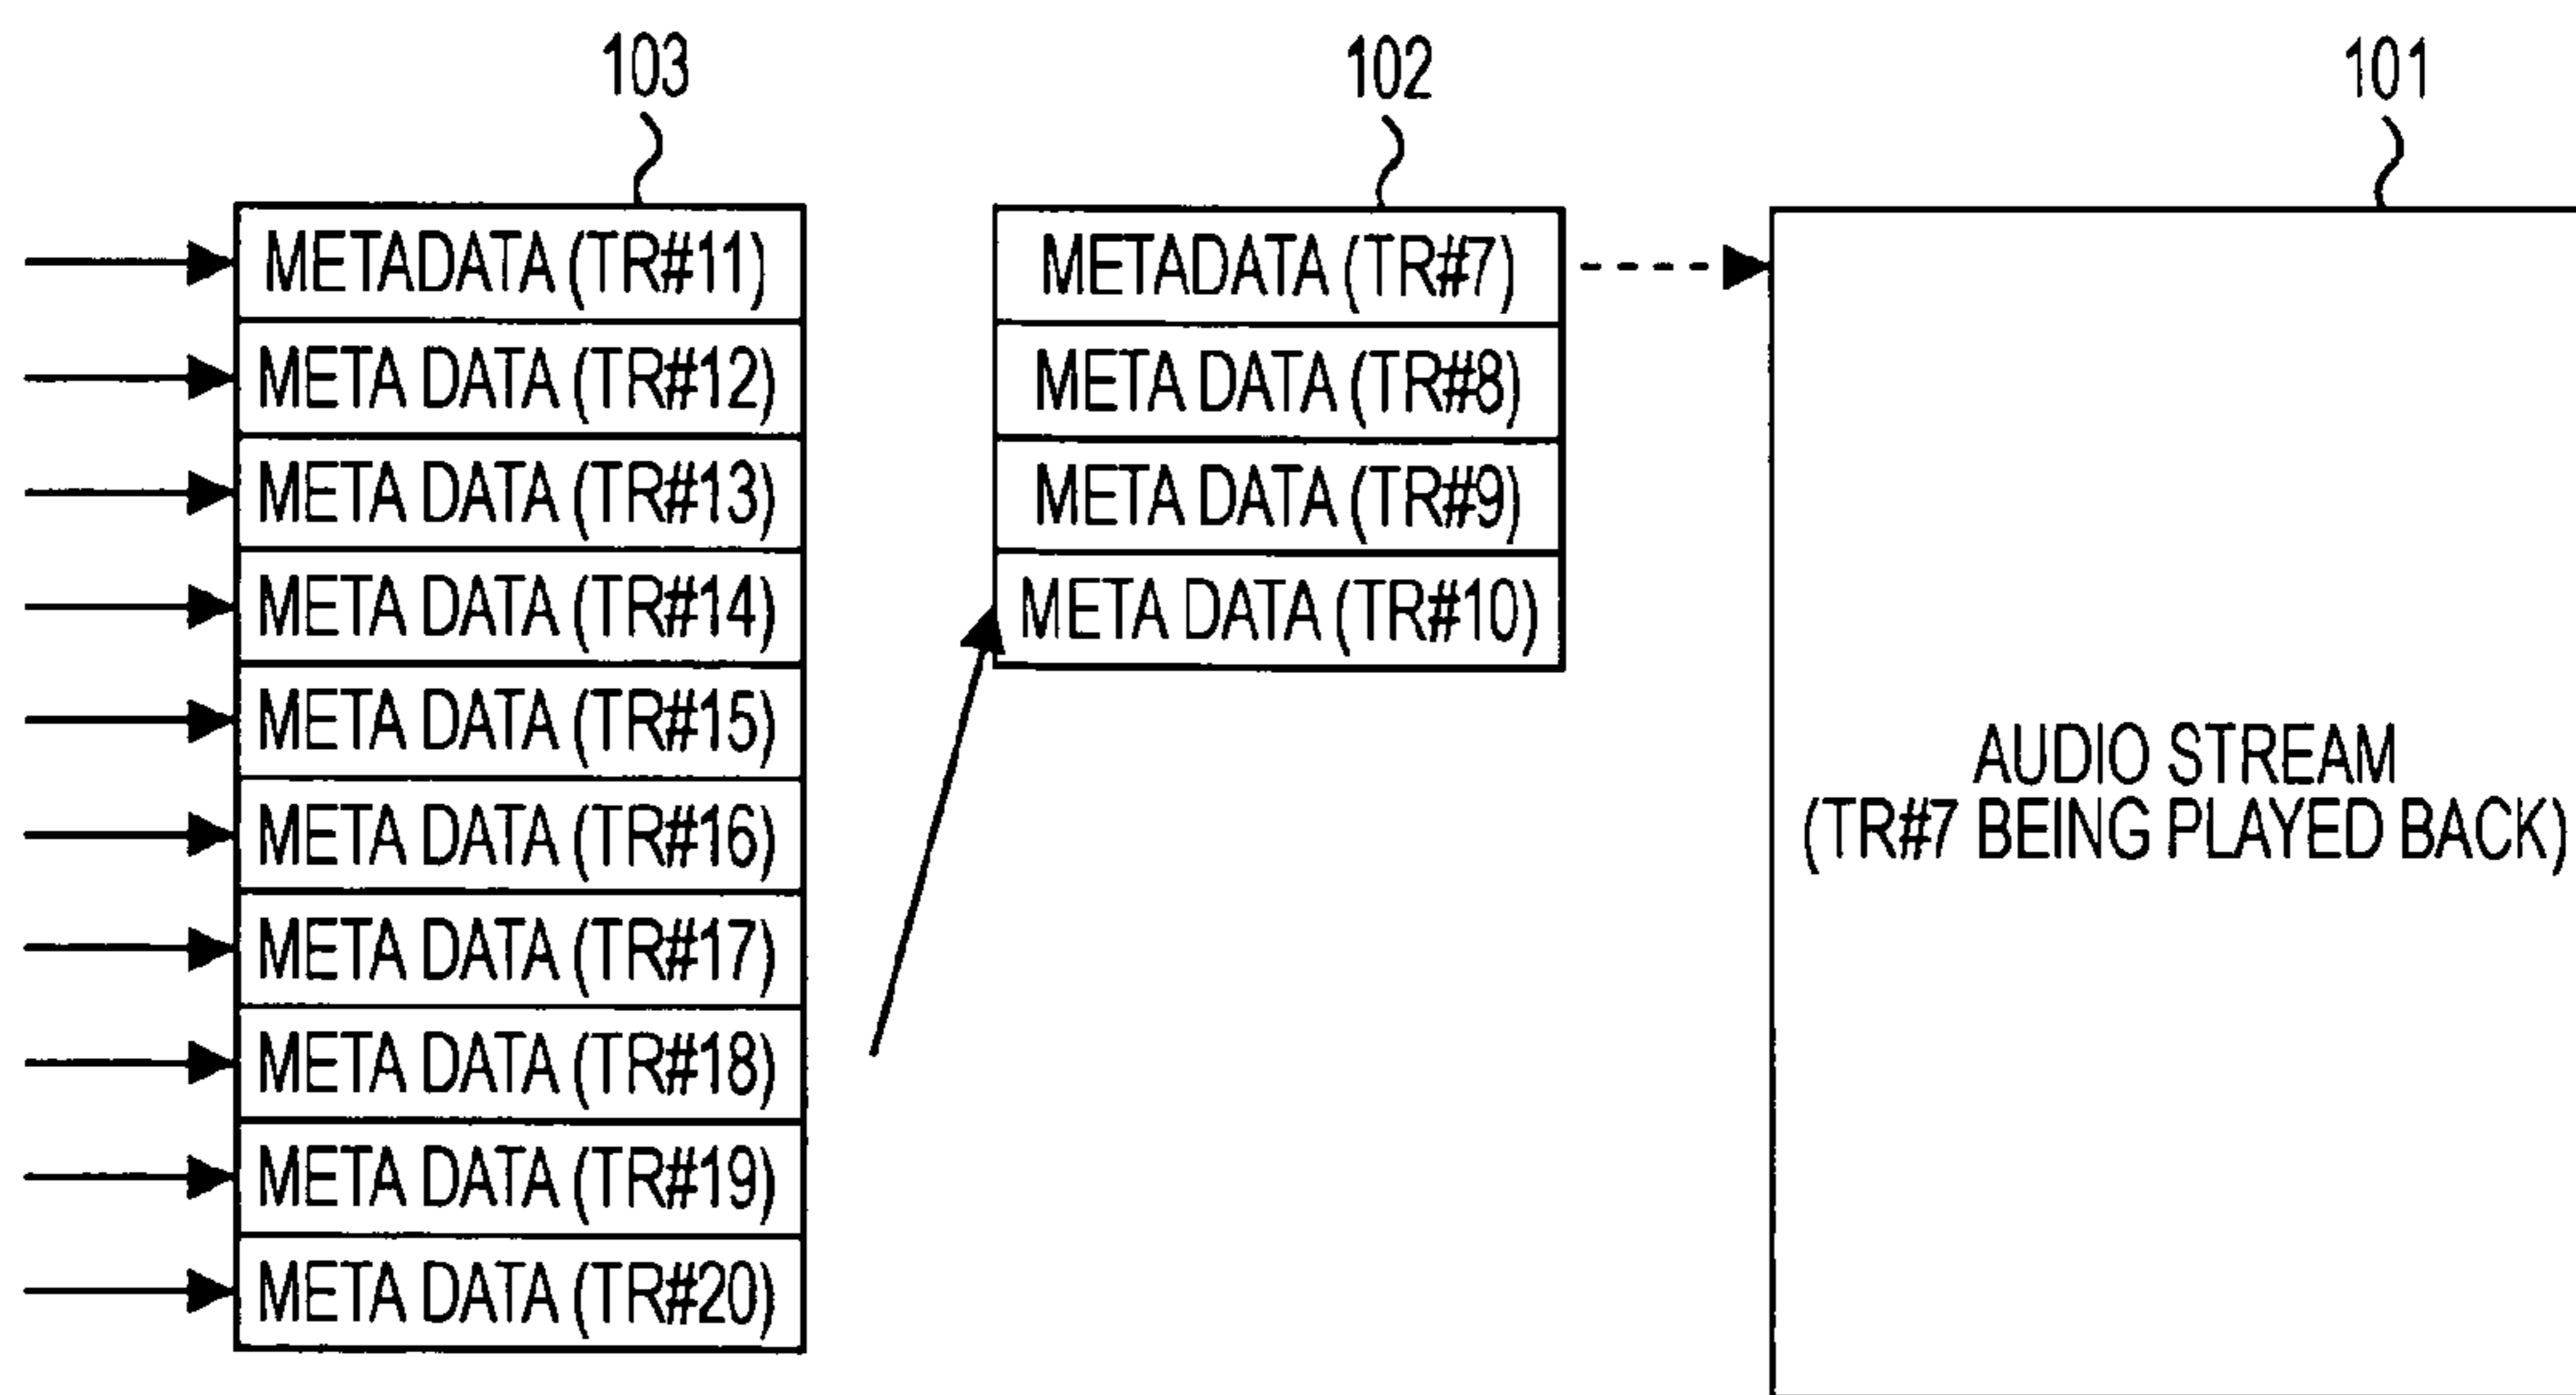 103
102
101
METADATA (TR#11)
META DATA (TR#12)
META DATA (TR#13)
META DATA (TR#14)
META DATA (TR#15)
META DATA (TR#16)
META DATA (TR#17)
META DATA (TR#18)
META DATA (TR#19)
META DATA (TR#20)
METADATA (TR#7)
META DATA (TR#8)
META DATA (TR#9)
META DATA (TR#10)
AUDIO STREAM
(TR#7 BEING PLAYED BACK)